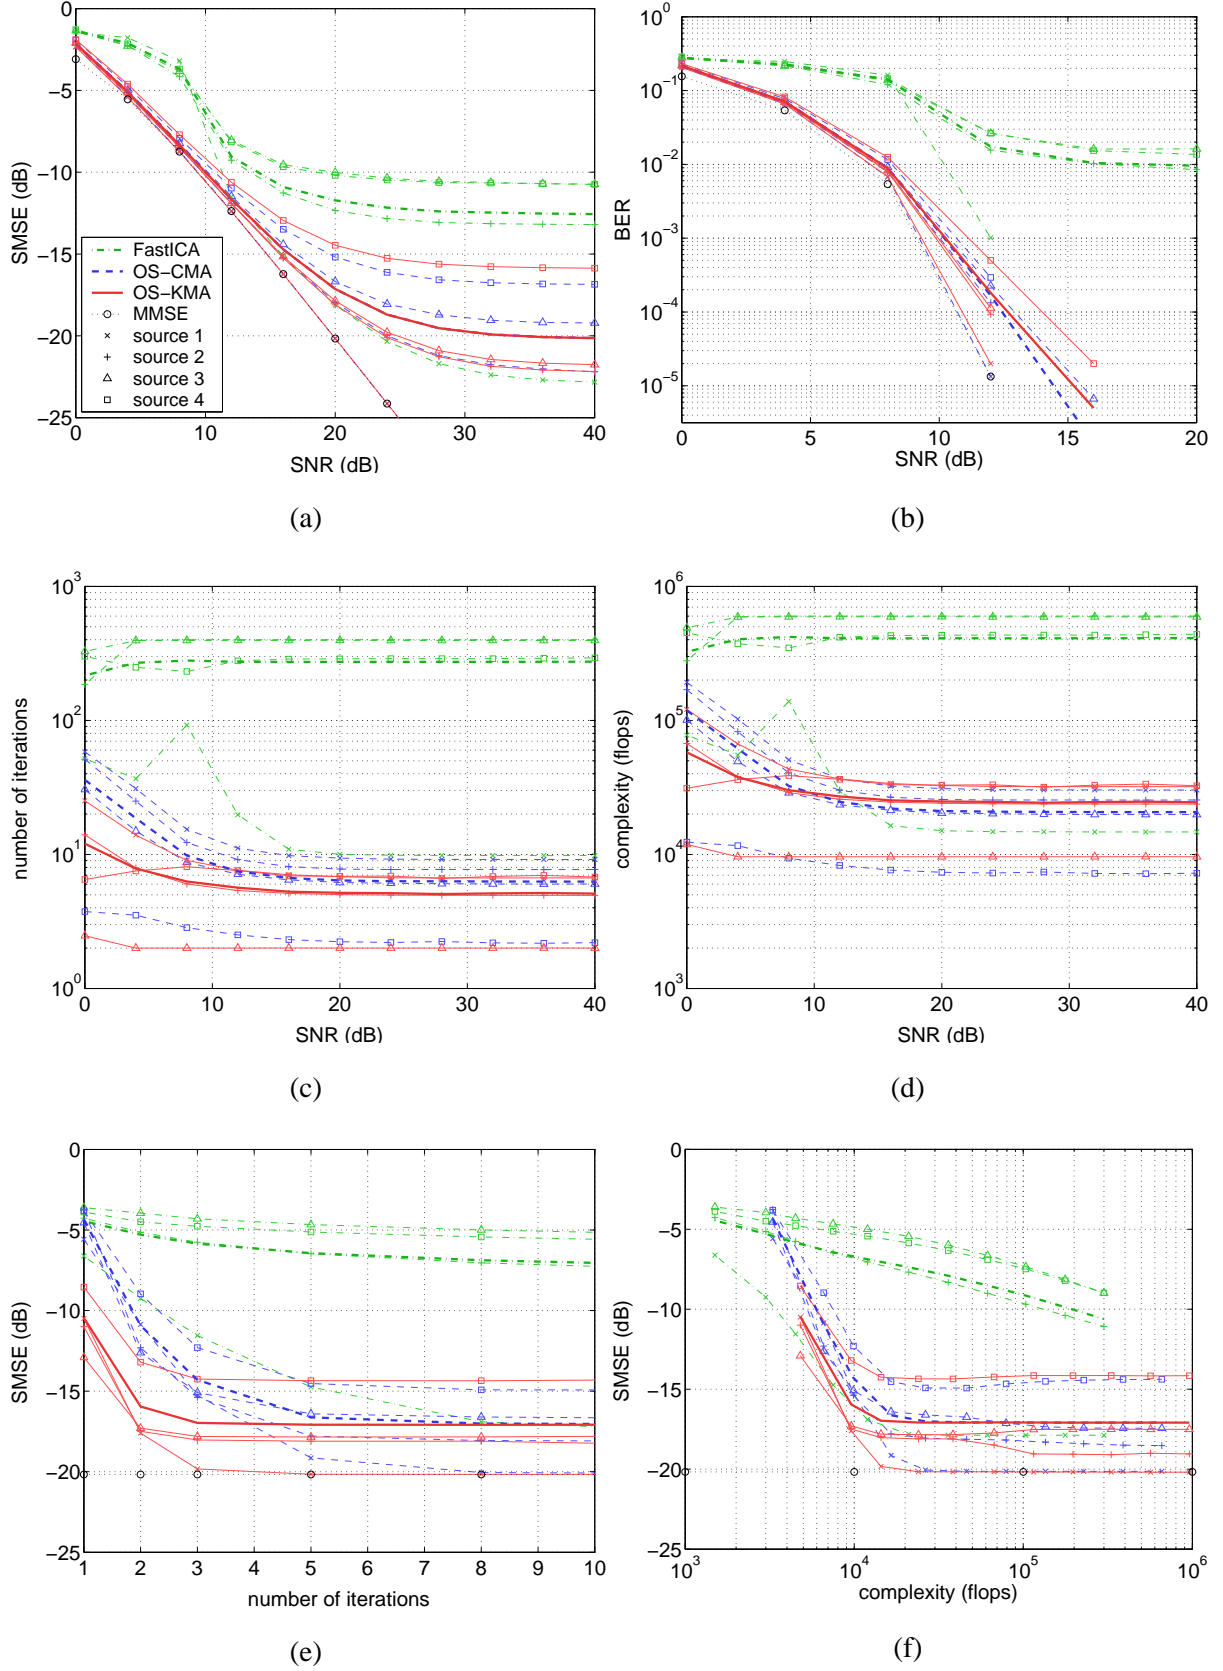 0
−5
−10
−15
−20
−25
SMSE (dB)
FastICA
OS−CMA
OS−KMA
MMSE
source 1
source 2
source 3
source 4
0 10 20 30 40
SNR (dB)
(a)
10^0
10^−1
10^−2
10^−3
10^−4
10^−5
BER
0 5 10 15 20
SNR (dB)
(b)
10^3
10^2
10^1
10^0
number of iterations
0 10 20 30 40
SNR (dB)
(c)
10^6
10^5
10^4
10^3
complexity (flops)
0 10 20 30 40
SNR (dB)
(d)
0
−5
−10
−15
−20
−25
SMSE (dB)
1 2 3 4 5 6 7 8 9 10
number of iterations
(e)
0
−5
−10
−15
−20
−25
SMSE (dB)
10^3 10^4 10^5 10^6
complexity (flops)
(f)